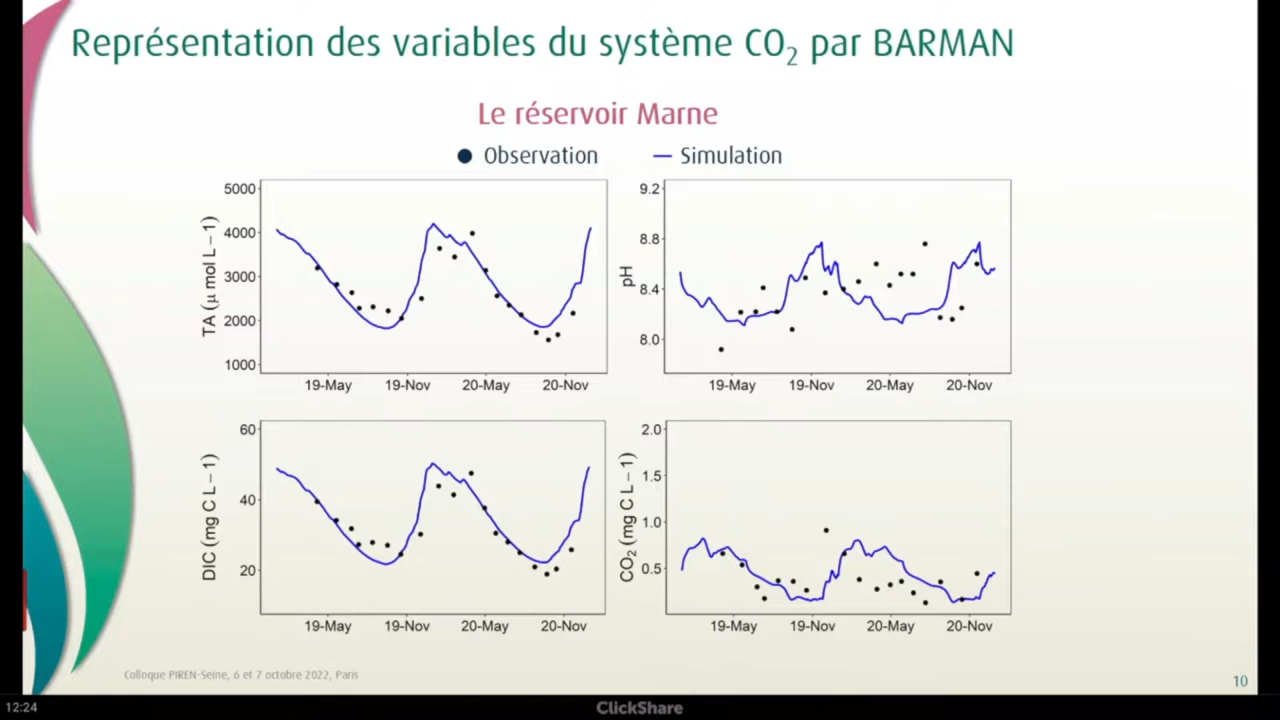 Représentation des variables du système CO₂ par BARMAN
Le réservoir Marne
Observation
Simulation
5000
4000
3000
2000
1000
TA (μ mol L−1)
19-May
19-Nov
20-May
20-Nov
9.2
8.8
8.4
8.0
pH
19-May
19-Nov
20-May
20-Nov
60
40
20
DIC (mg C L−1)
19-May
19-Nov
20-May
20-Nov
2.0
1.5
1.0
0.5
CO₂ (mg C L−1)
19-May
19-Nov
20-May
20-Nov
Colloque PIREN-Seine, 6 et 7 octobre 2022, Paris
10
12:24
ClickShare